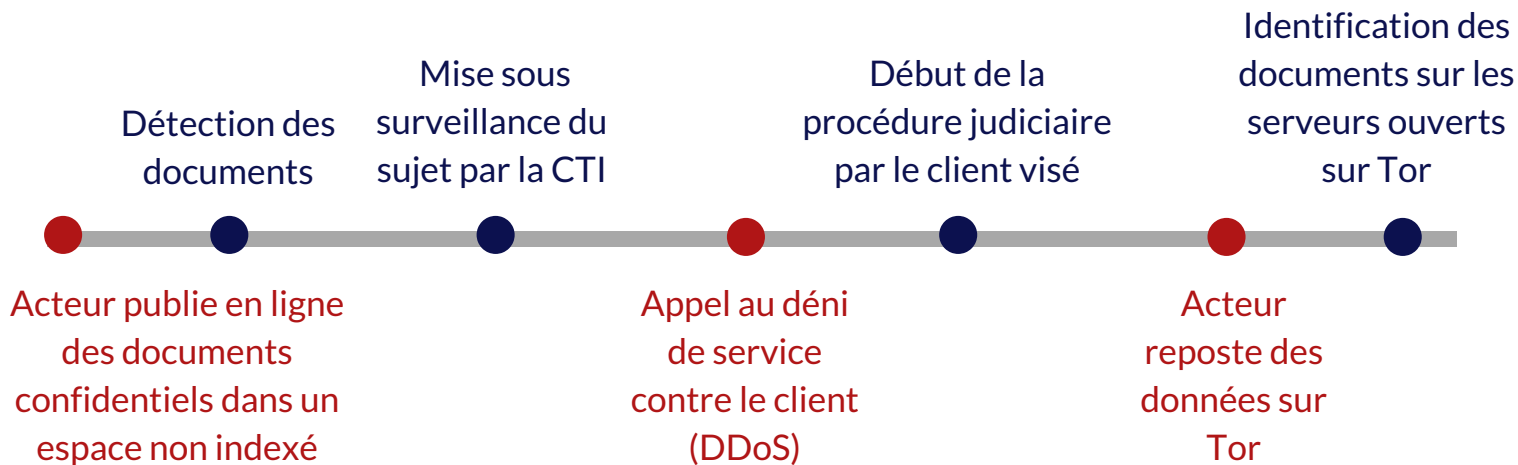 Acteur publie en ligne
des documents
confidentiels dans un
espace non indexé
Détection des
documents
Mise sous
surveillance du
sujet par la CTI
Appel au déni
de service
contre le client
(DDoS)
Début de la
procédure judiciaire
par le client visé
Acteur
reposte des
données sur
Tor
Identification des
documents sur les
serveurs ouverts
sur Tor